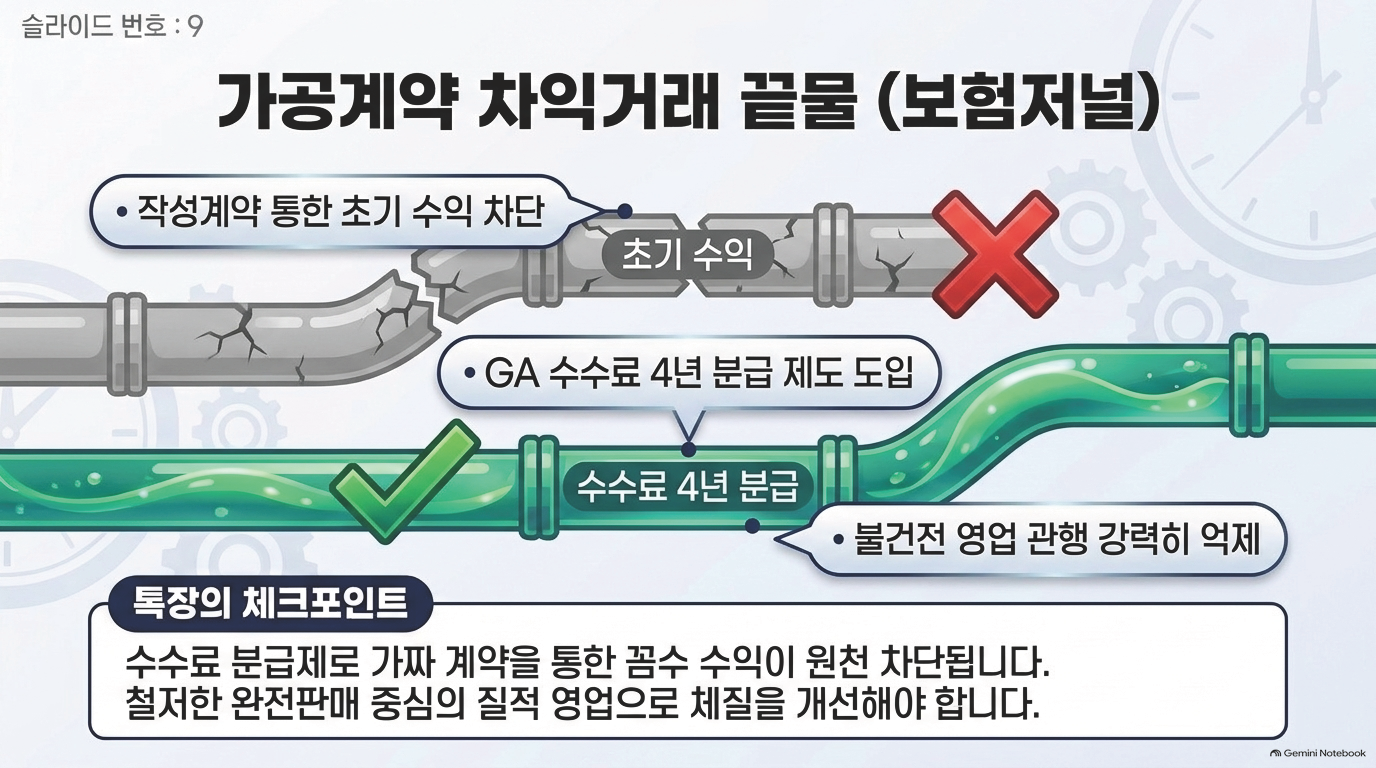 슬라이드 번호 : 9
가공계약 차익거래 끝물 (보험저널)
• 작성계약 통한 초기 수익 차단
초기 수익
• GA 수수료 4년 분급 제도 도입
수수료 4년 분급
• 불건전 영업 관행 강력히 억제
톡장의 체크포인트
수수료 분급제로 가짜 계약을 통한 꼼수 수익이 원천 차단됩니다.
철저한 완전판매 중심의 질적 영업으로 체질을 개선해야 합니다.
Gemini Notebook